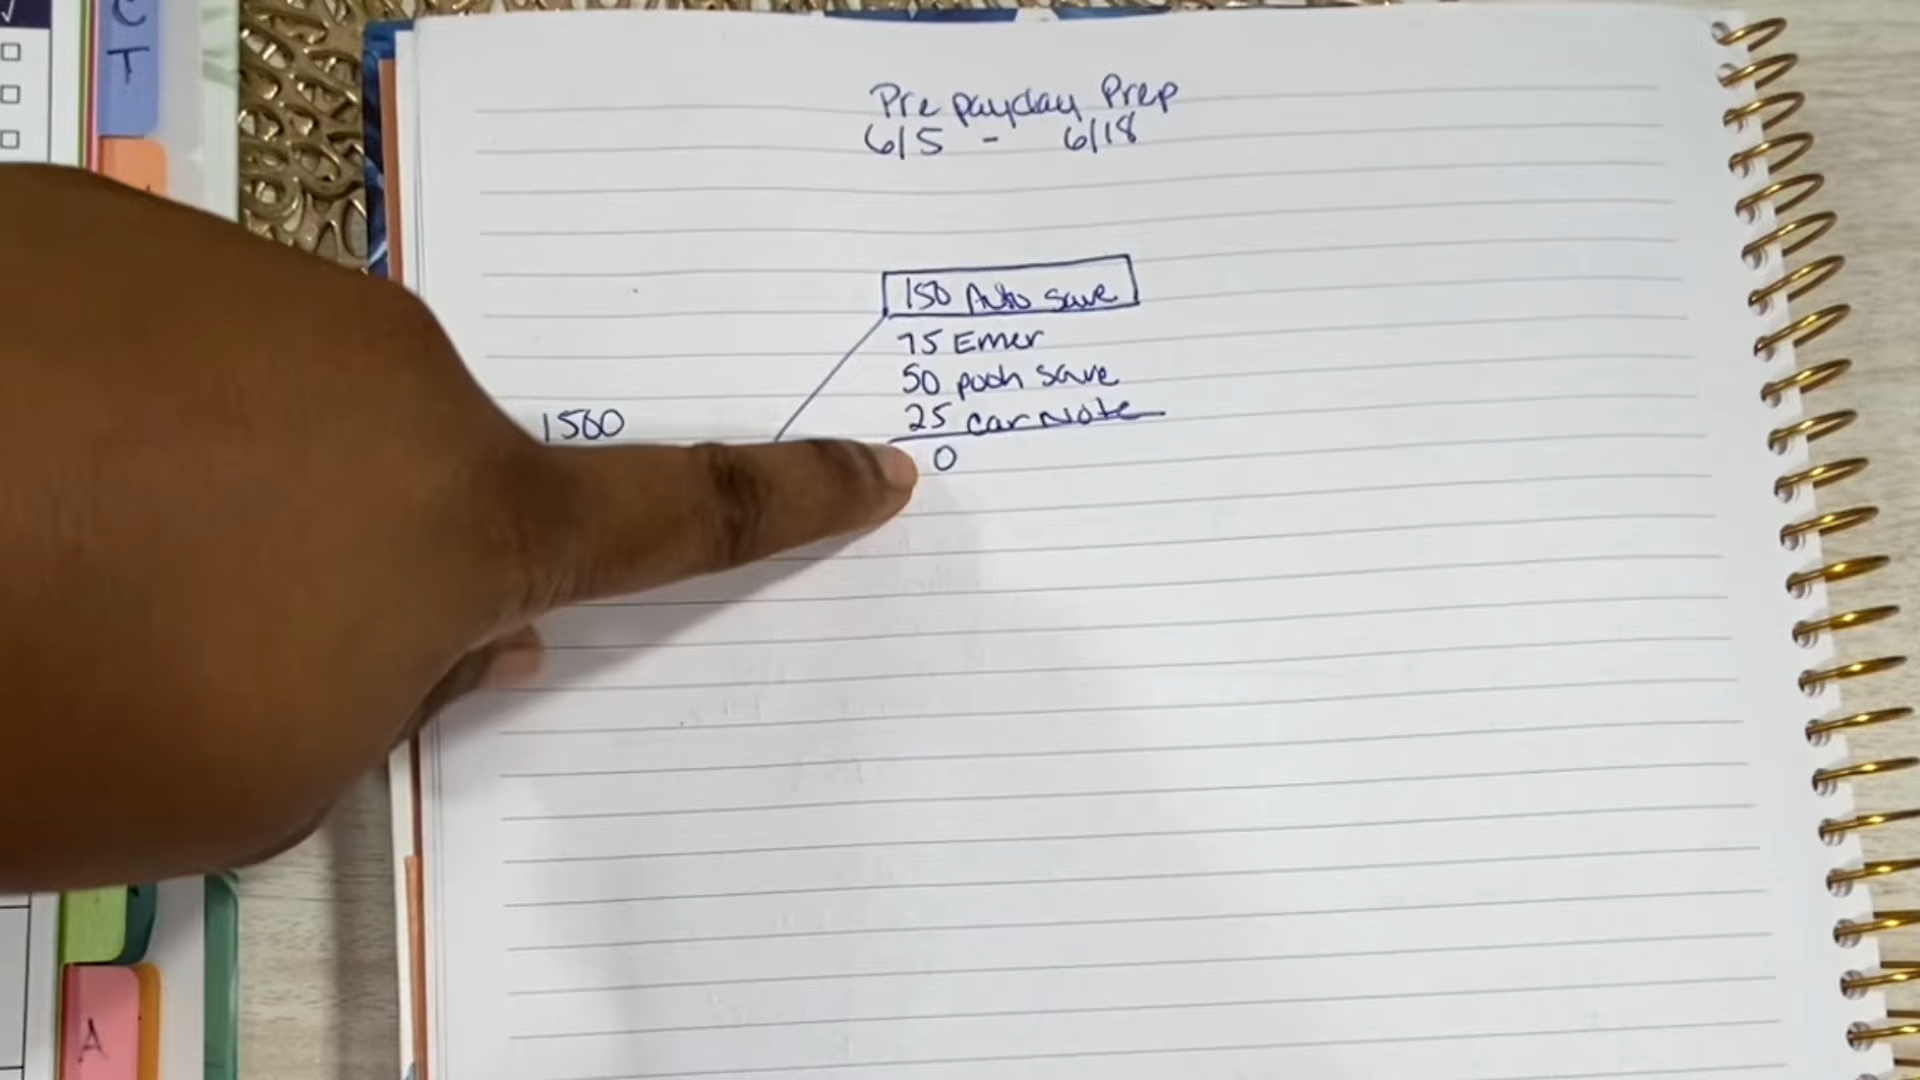 C
T
Pre payday Prep
6/5 - 6/18
150 Auto save
75 Emer
50 pooh save
25 car Note
1500
0
A